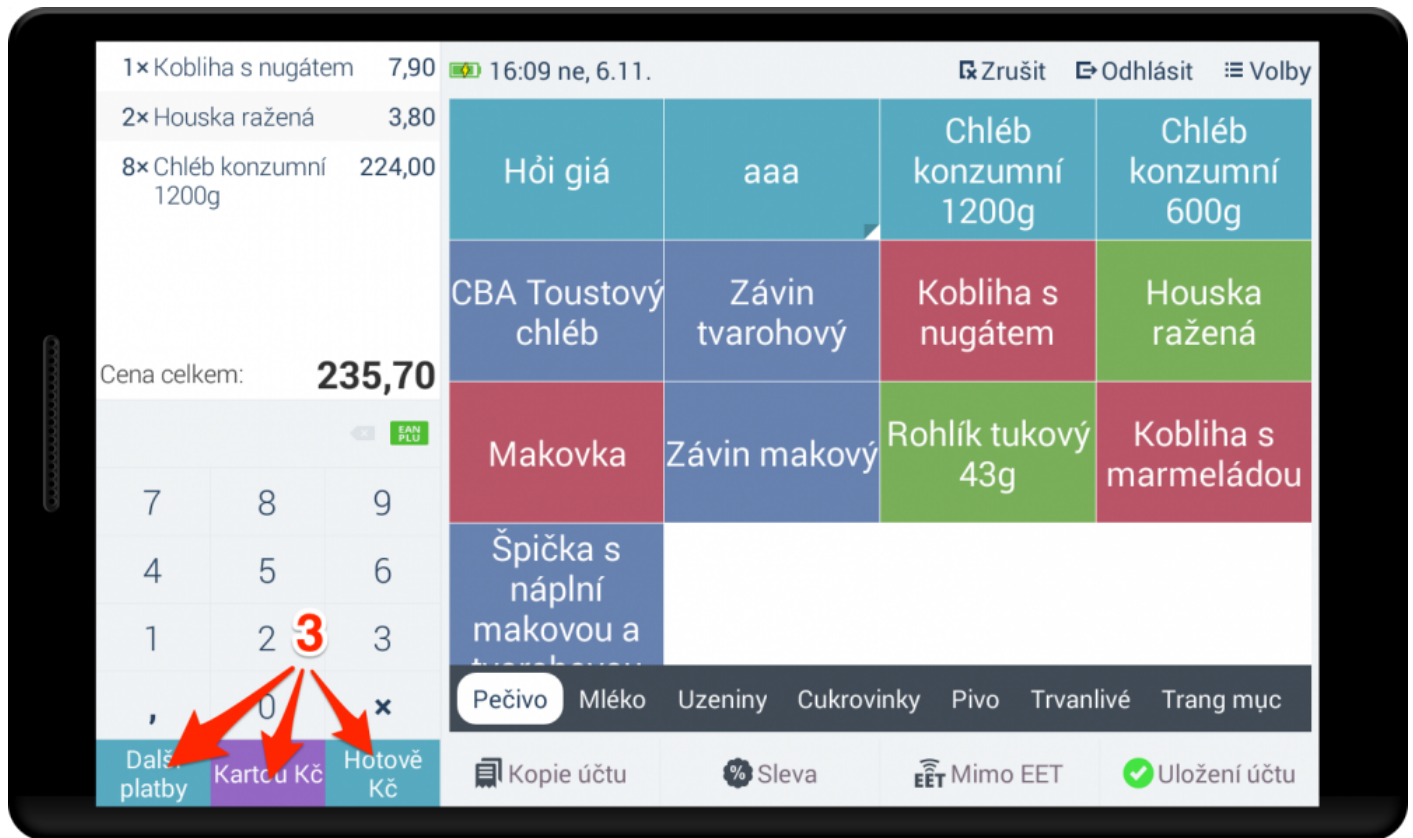 1× Kobliha s nugátem 7,90
2× Houska ražená 3,80
8× Chléb konzumní 224,00
1200g
Cena celkem: 235,70
EAN
PLU
7 8 9
4 5 6
1 2 3
3
, 0 ×
Další
platby
Kartou Kč
Hotově
Kč
16:09 ne, 6.11.
Zrušit
Odhlásit
Volby
Hỏi giá
aaa
Chléb
konzumní
1200g
Chléb
konzumní
600g
CBA Toustový
chléb
Závin
tvarohový
Kobliha s
nugátem
Houska
ražená
Makovka
Závin makový
Rohlík tukový
43g
Kobliha s
marmeládou
Špička s
náplní
makovou a
Pečivo Mléko Uzeniny Cukrovinky Pivo Trvanlivé Trang mục
Kopie účtu
% Sleva
EET Mimo EET
Uložení účtu